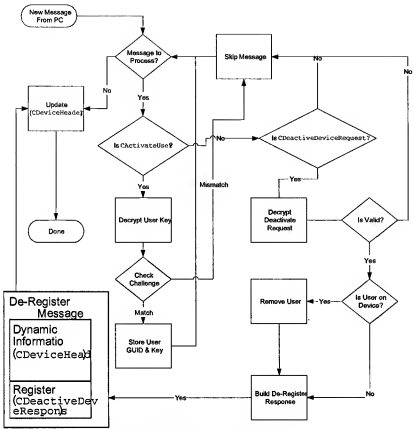 New Message
From PC
Message to
Process?
Skip Message
No
No
No
Yes
Update
(CDeviceHeader)
Is CActivateUser?
No
Is CDeactiveDeviceRequest?
Mismatch
Yes
Yes
Done
Decrypt User Key
Decrypt
Deactivate
Request
Is Valid?
Yes
Check
Challenge
Match
De-Register
Message
Dynamic
Informatio
(CDeviceHead
Register
(CDeactiveDev
eRespons)
Store User
GUID & Key
Remove User
Yes
Is User on
Device?
No
Build De-Register
Response
Yes